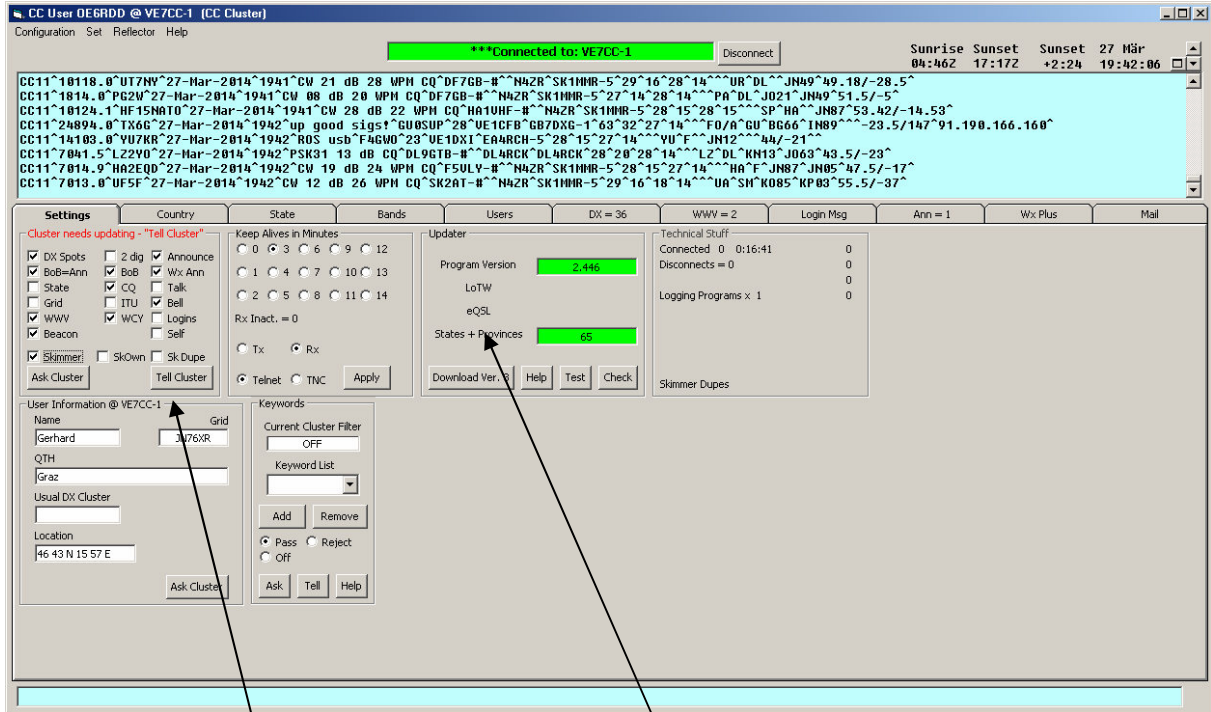 CC User OE6RDD @ VE7CC-1 (CC Cluster)
Configuration Set Reflector Help
***Connected to: VE7CC-1
Disconnect
Sunrise Sunset Sunset 27 Mär
04:46Z 17:17Z +2:24 19:42:06
CC11^10118.0^UT7NY^27-Mar-2014^1941^CW 21 dB 28 WPM CQ^DF7GB-#^^N4ZR^SK1MMR-5^29^16^28^14^^^UR^DL^^JN49^49.18/-28.5^
CC11^1814.0^PG2W^27-Mar-2014^1941^CW 08 dB 20 WPM CQ^DF7GB-#^^N4ZR^SK1MMR-5^27^14^28^14^^^PA^DL^JO21^JN49^51.5/-5^
CC11^10124.1^HF15NATO^27-Mar-2014^1941^CW 28 dB 22 WPM CQ^HA1VHF-#^^N4ZR^SK1MMR-5^28^15^28^15^^^SP^HA^^JN87^53.42/-14.53^
CC11^24894.0^TX6G^27-Mar-2014^1942^up good sigs!^GU0SUP^28^VE1CFB^GB7DXG-1^63^32^27^14^^^FO/A^GU^BG66^IN89^^-23.5/147^91.190.166.160^
CC11^14103.0^YU7KR^27-Mar-2014^1942^ROS usb^F4GWO^23^VE1DXI^EA4RCH-5^28^15^27^14^^^YU^F^^JN12^^^44/-21^^
CC11^7041.5^LZ2YO^27-Mar-2014^1942^PSK31 13 dB CQ^DL9GTB-#^^DL4RCK^DL4RCK^28^20^28^14^^^LZ^DL^KN13^JO63^43.5/-23^
CC11^7014.9^HA2EQD^27-Mar-2014^1942^CW 19 dB 24 WPM CQ^F5VLY-#^^N4ZR^SK1MMR-5^28^15^27^14^^^HA^F^JN87^JN05^47.5/-17^
CC11^7013.0^UF5F^27-Mar-2014^1942^CW 12 dB 26 WPM CQ^SK2AT-#^^N4ZR^SK1MMR-5^29^16^18^14^^^UA^SM^KO85^KP03^55.5/-37^
Settings Country State Bands Users DX = 36 WWV = 2 Login Msg Ann = 1 Wx Plus Mail
Cluster needs updating - "Tell Cluster"
DX Spots 2 dig Announce
BoB=Ann BoB Wx Ann
State CQ Talk
Grid ITU Bell
WWV WCY Logins
Beacon Self
Skimmer SkOwn Sk Dupe
Ask Cluster Tell Cluster
Keep Alives in Minutes
0 3 6 9 12
1 4 7 10 13
2 5 8 11 14
Rx Inact. = 0
Tx Rx
Telnet TNC Apply
Updater
Program Version 2.446
LoTW
eQSL
States + Provinces 65
Download Ver. 3 Help Test Check
Technical Stuff
Connected 0 0:16:41 0
Disconnects = 0 0
0
Logging Programs x 1 0
Skimmer Dupes
User Information @ VE7CC-1
Name Grid
Gerhard JN76XR
QTH
Graz
Usual DX Cluster
Location
46 43 N 15 57 E
Ask Cluster
Keywords
Current Cluster Filter
OFF
Keyword List
Add Remove
Pass Reject
Off
Ask Tell Help